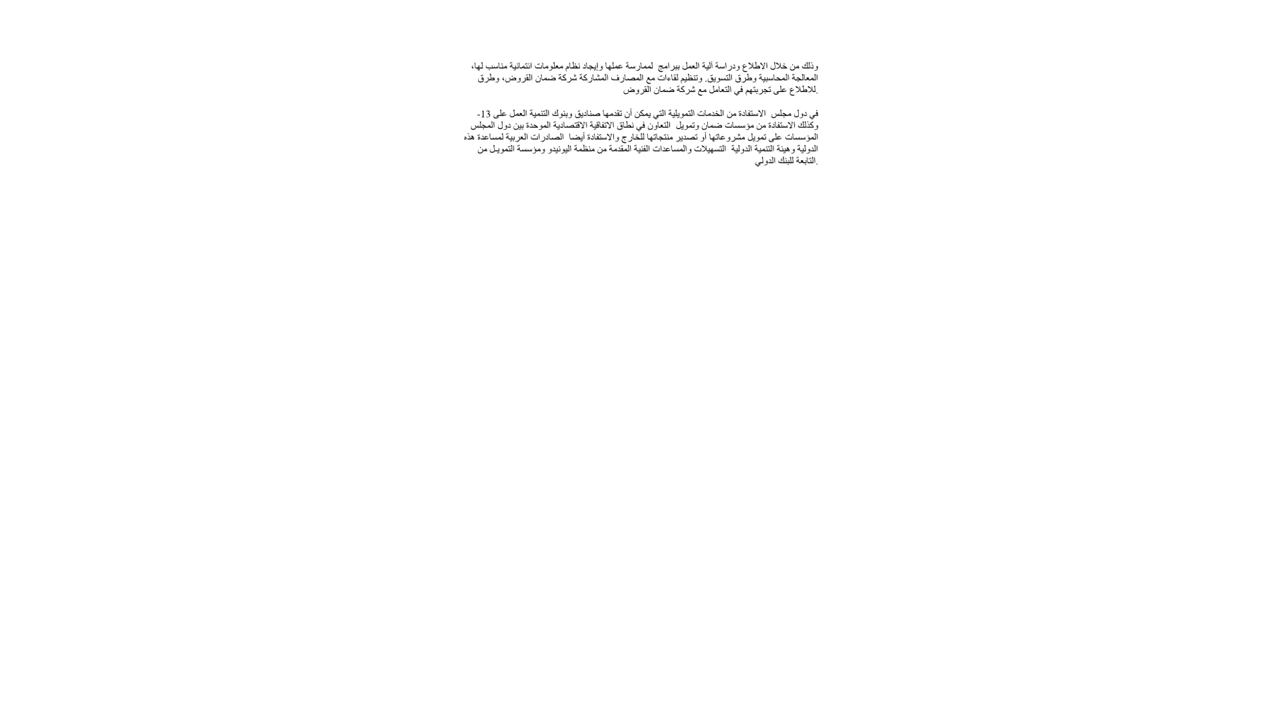 وذلك من خلال الاطلاع ودراسة آلية العمل ببرامج  لممارسة عملها وإيجاد نظام معلومات ائتمانية مناسب لها،
المعالجة المحاسبية وطرق التسويق. وتنظيم لقاءات مع المصارف المشاركة شركة ضمان القروض، وطرق
.للاطلاع على تجربتهم في التعامل مع شركة ضمان القروض
في دول مجلس  الاستفادة من الخدمات التمويلية التي يمكن أن تقدمها صناديق وبنوك التنمية العمل على 13-
وكذلك الاستفادة من مؤسسات ضمان وتمويل  التعاون في نطاق الاتفاقية الاقتصادية الموحدة بين دول المجلس
المؤسسات على تمويل مشروعاتها أو تصدير منتجاتها للخارج والاستفادة أيضا  الصادرات العربية لمساعدة هذه
الدولية وهيئة التنمية الدولية  التسهيلات والمساعدات الفنية المقدمة من منظمة اليونيدو ومؤسسة التمويل من
.التابعة للبنك الدولي